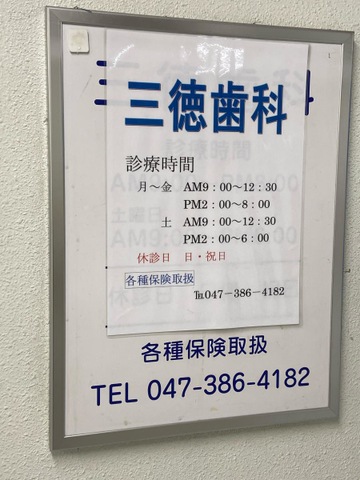 三徳歯科
診療時間
月～金 AM9：00～12：30
PM2：00～8：00
土 AM9：00～12：30
PM2：00～6：00
休診日 日・祝日
各種保険取扱
℡047－386－4182
各種保険取扱
TEL 047-386-4182